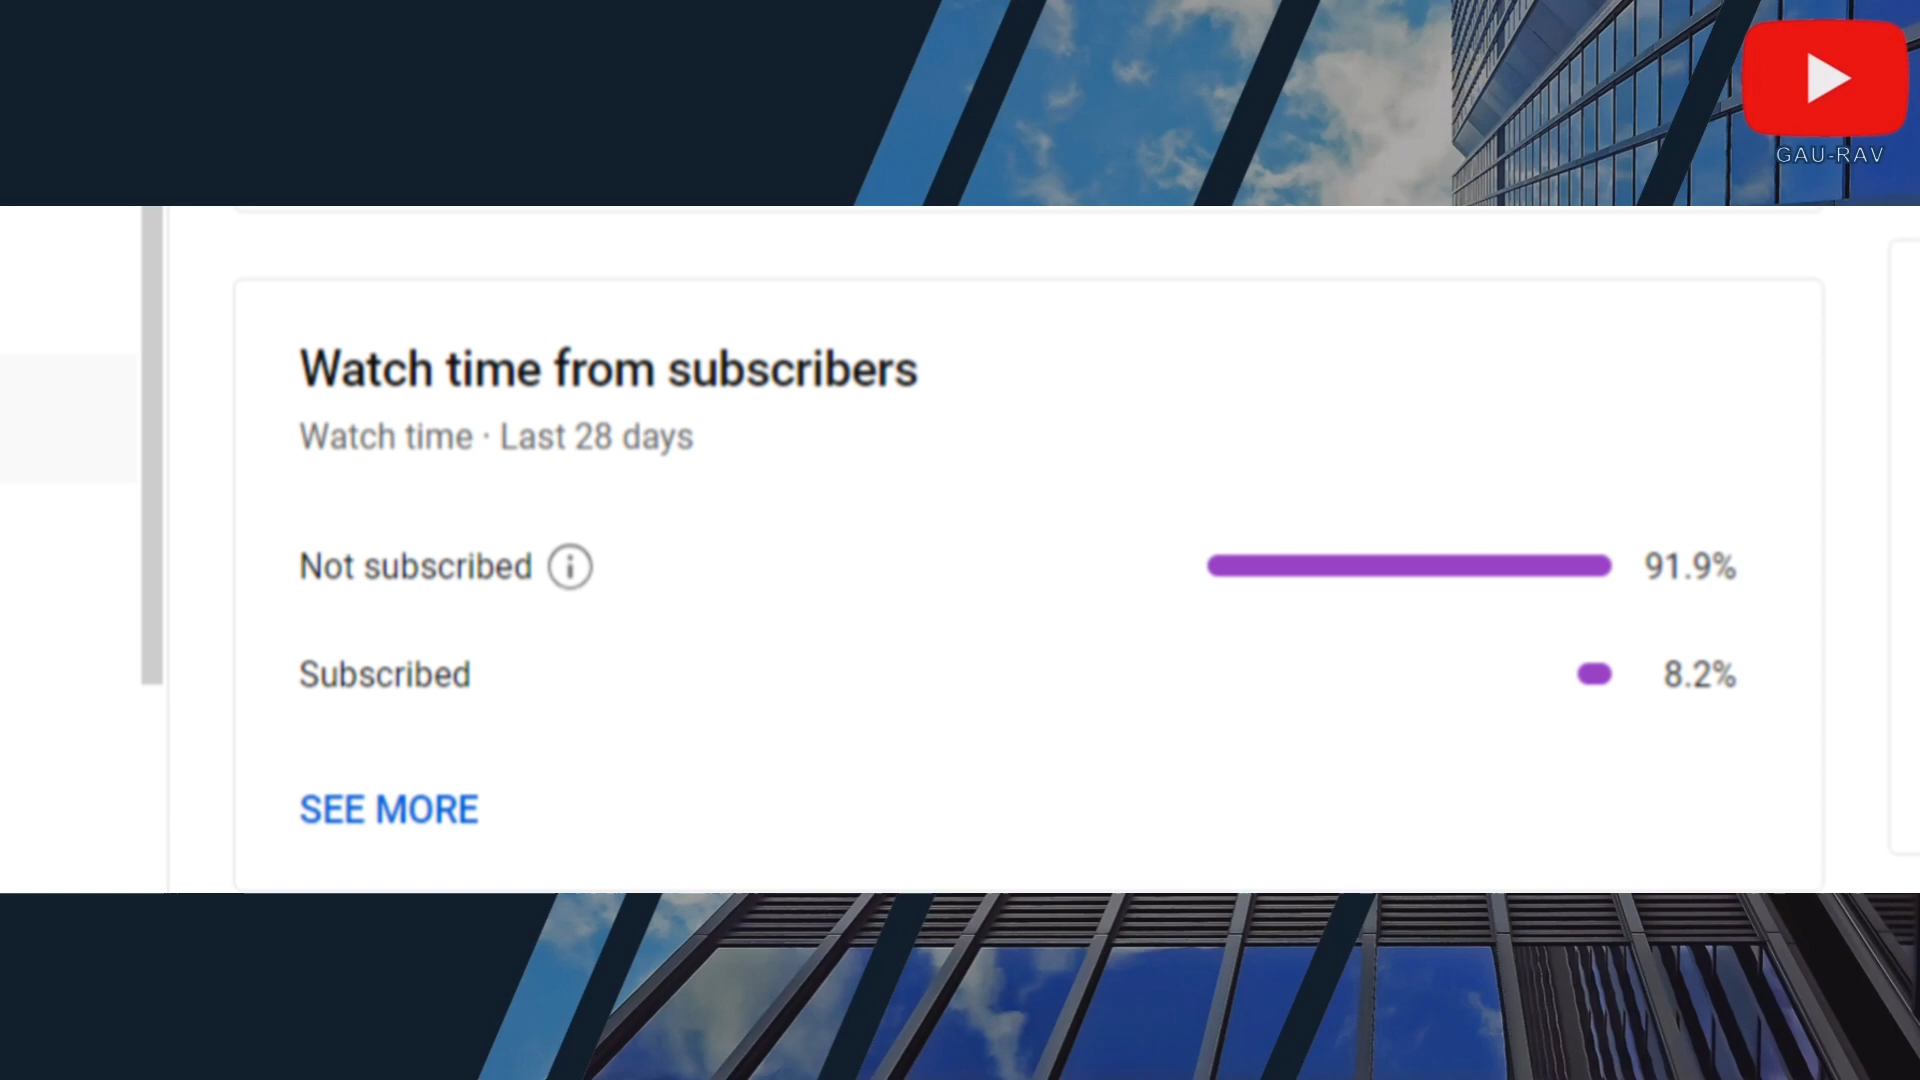 GAU-RAV
Watch time from subscribers
Watch time · Last 28 days
Not subscribed 91.9%
Subscribed 8.2%
SEE MORE